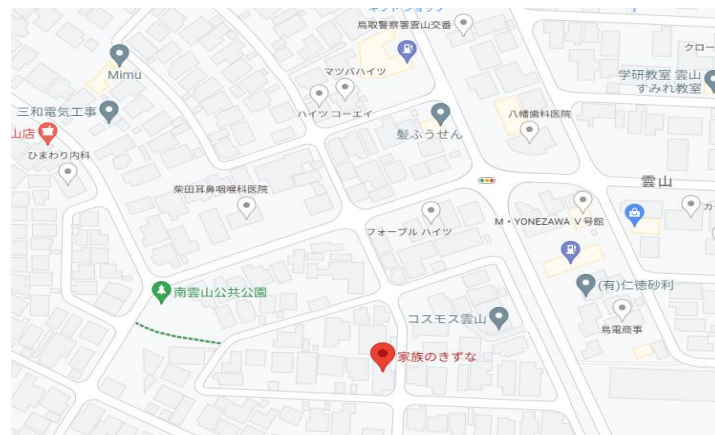 鳥取警察署雲山交番
クロー
マツバハイツ
Mimu
学研教室 雲山
すみれ教室
三和電気工事
ハイツ コーエイ
八幡歯科医院
髪ふうせん
山店
ひまわり内科
雲山
柴田耳鼻咽喉科医院
カ
フォーブル ハイツ
M・YONEZAWA Ⅴ号館
南雲山公共公園
(有)仁徳砂利
コスモス雲山
鳥電商事
家族のきずな